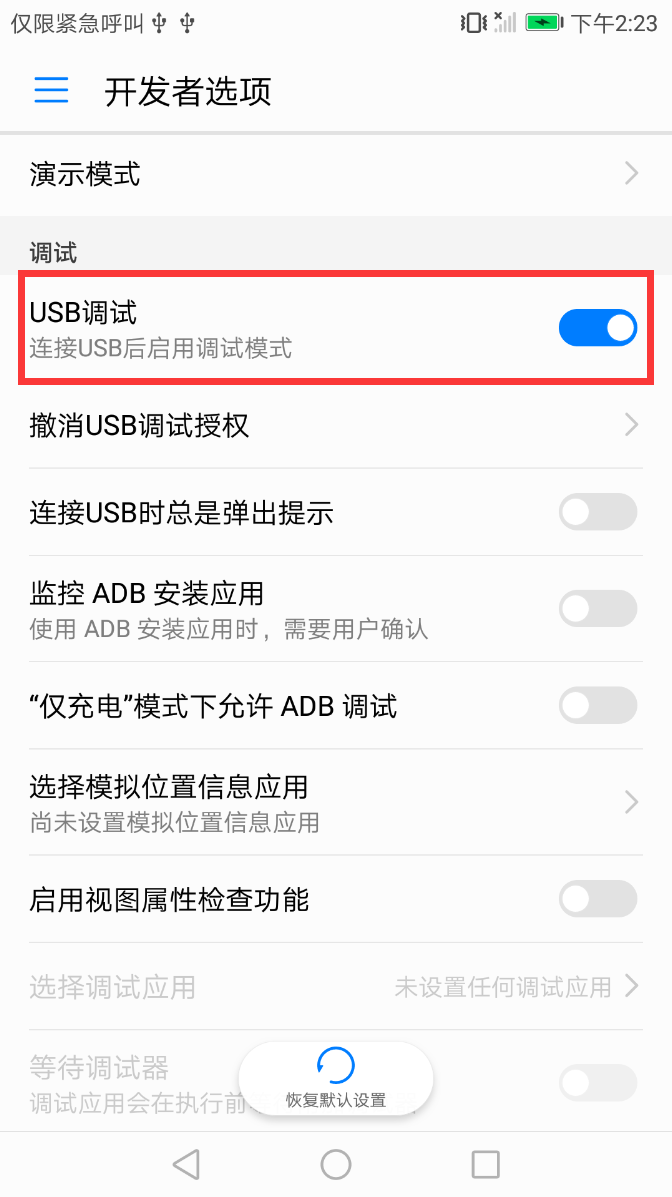 仅限紧急呼叫
下午2:23
开发者选项
演示模式
调试
USB调试
连接USB后启用调试模式
撤消USB调试授权
连接USB时总是弹出提示
监控 ADB 安装应用
使用 ADB 安装应用时，需要用户确认
“仅充电”模式下允许 ADB 调试
选择模拟位置信息应用
尚未设置模拟位置信息应用
启用视图属性检查功能
选择调试应用
未设置任何调试应用
等待调试器
调试应用会在执行前
恢复默认设置